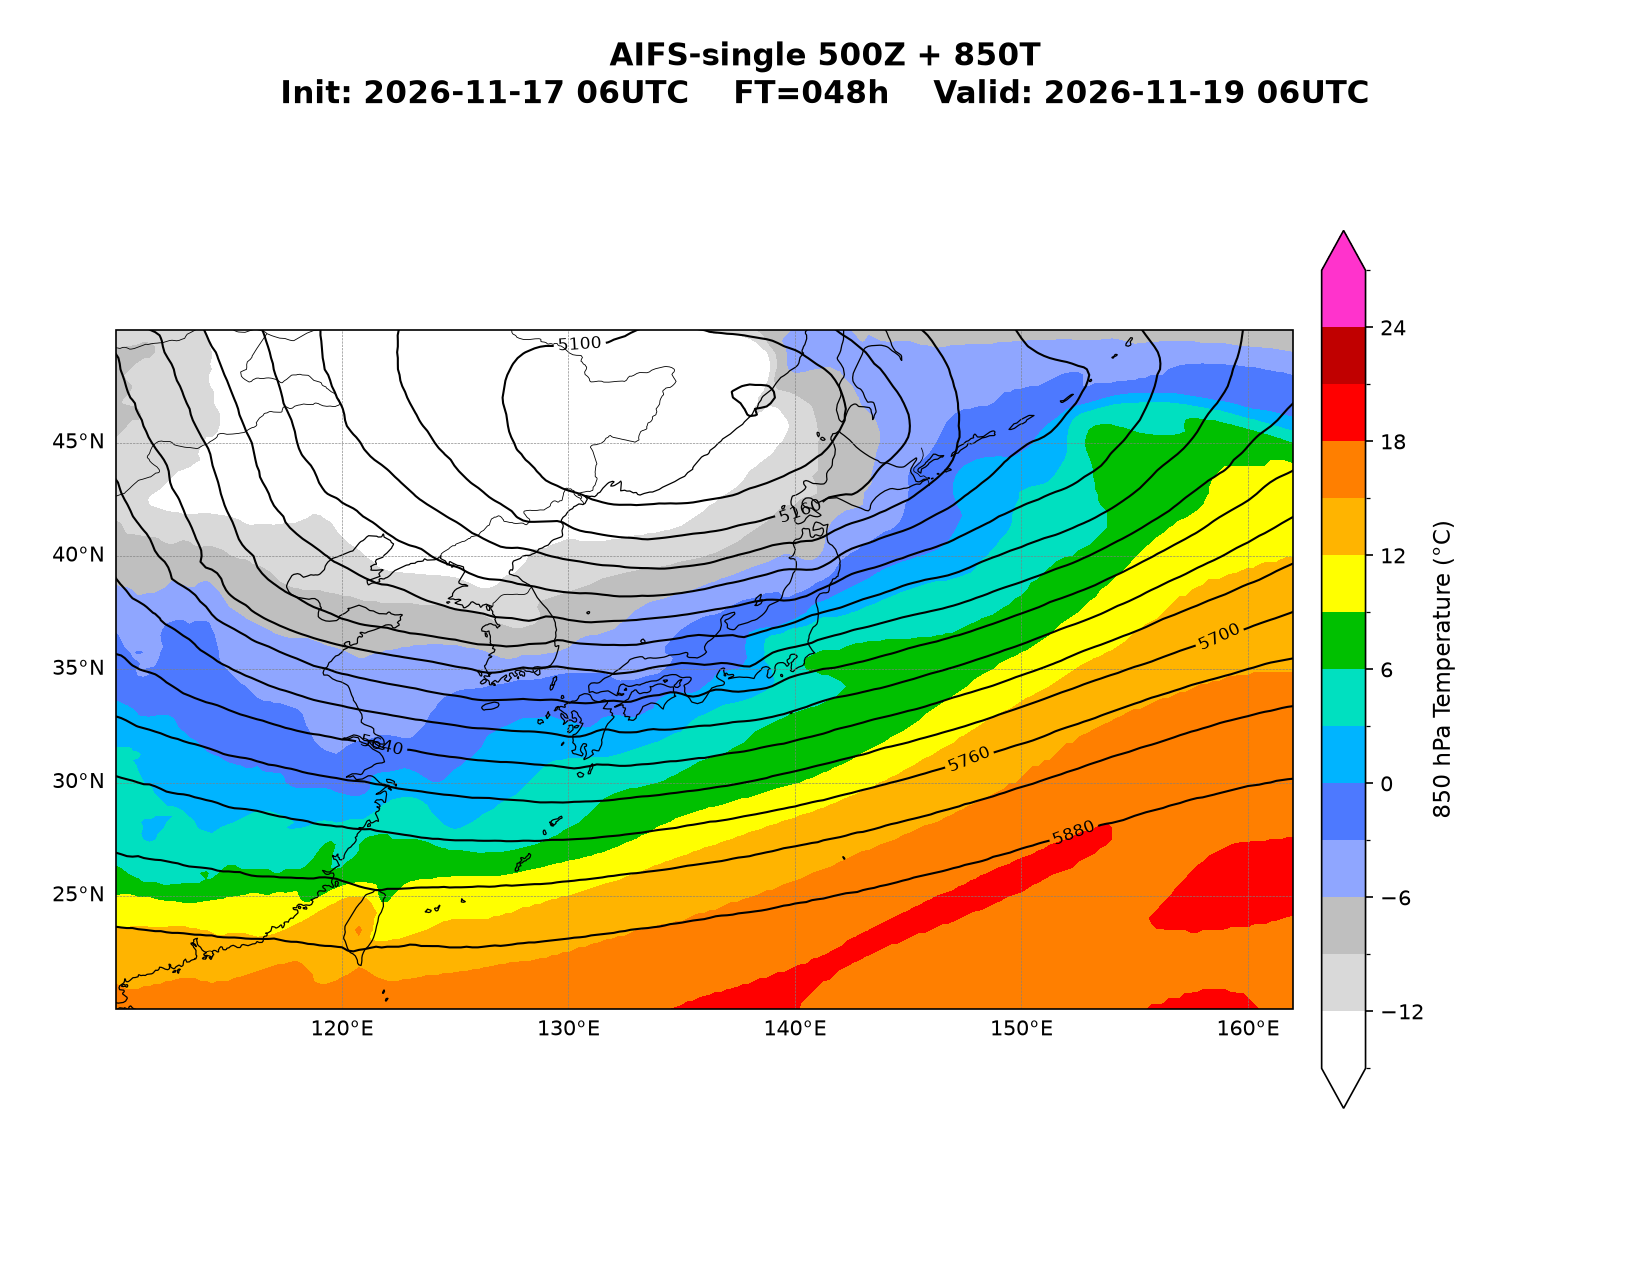 AIFS-single 500Z + 850T
Init: 2026-11-17 06UTC    FT=048h    Valid: 2026-11-19 06UTC
5100
5160
5640
5700
5760
5880
45°N
40°N
35°N
30°N
25°N
120°E
130°E
140°E
150°E
160°E
24
18
12
6
0
−6
−12
850 hPa Temperature (°C)